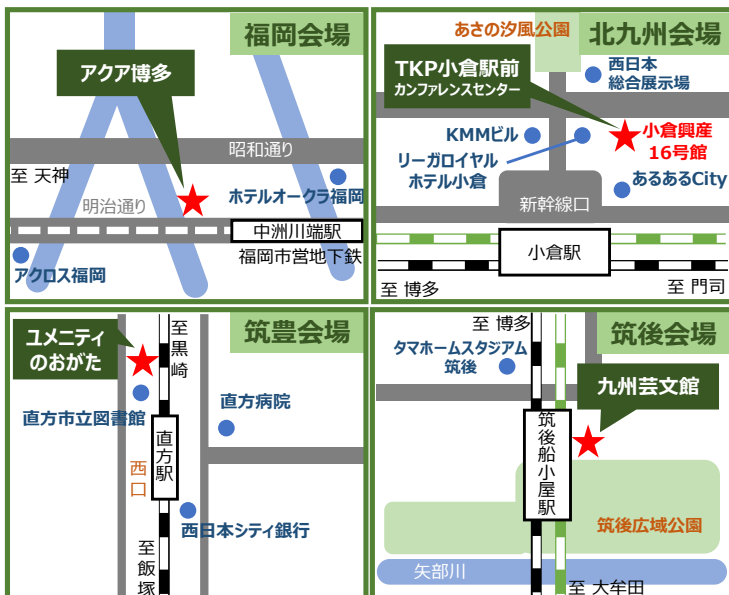 福岡会場
アクア博多
昭和通り
至 天神
ホテルオークラ福岡
明治通り
中洲川端駅
福岡市営地下鉄
アクロス福岡
北九州会場
あさの汐風公園
TKP小倉駅前
カンファレンスセンター
西日本
総合展示場
KMMビル
小倉興産
16号館
リーガロイヤル
ホテル小倉
あるあるCity
新幹線口
小倉駅
至 博多
至 門司
筑豊会場
ユメニティ
のおがた
至黒崎
直方市立図書館
直方病院
直方駅
西口
西日本シティ銀行
至飯塚
筑後会場
至 博多
タマホームスタジアム
筑後
九州芸文館
筑後船小屋駅
筑後広域公園
矢部川
至 大牟田